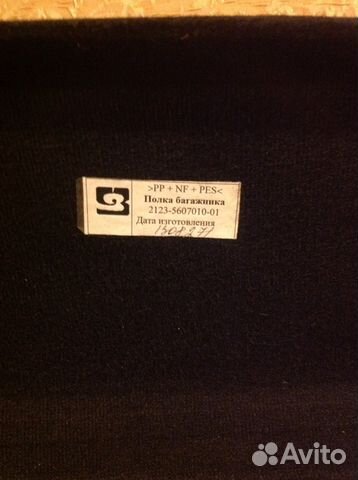 >PP + NF + PES<
Полка багажника
2123-5607010-01
Дата изготовления
Avito